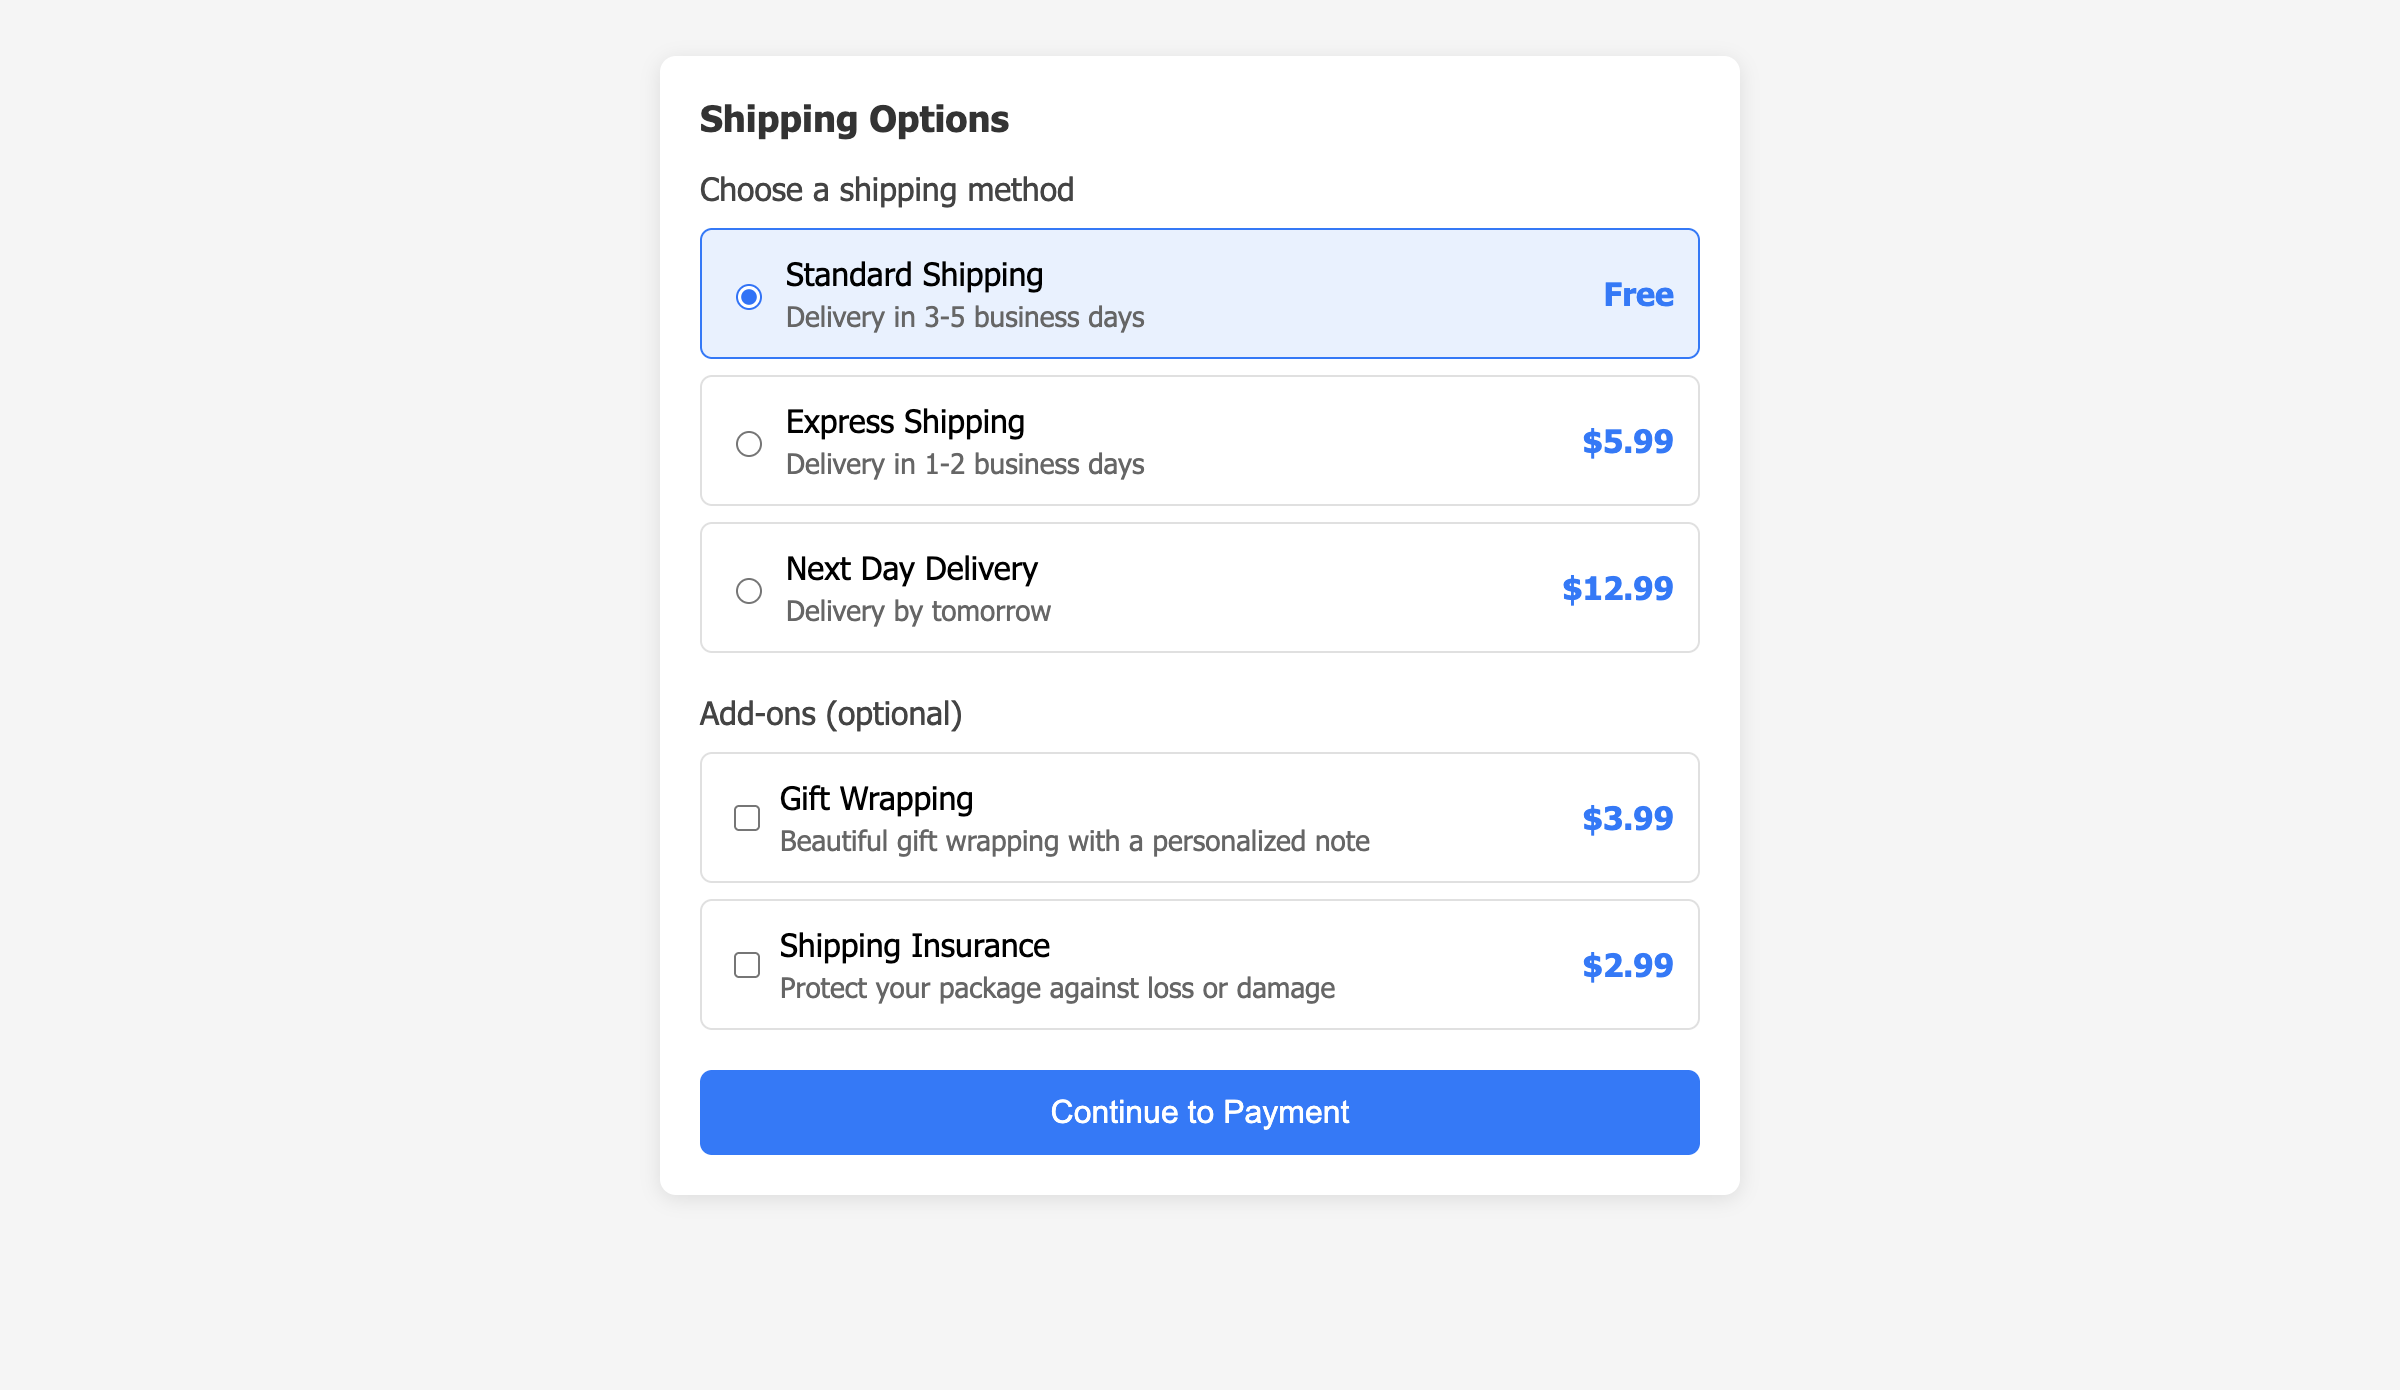 Shipping Options
Choose a shipping method
Standard Shipping
Delivery in 3-5 business days
Free
Express Shipping
Delivery in 1-2 business days
$5.99
Next Day Delivery
Delivery by tomorrow
$12.99
Add-ons (optional)
Gift Wrapping
Beautiful gift wrapping with a personalized note
$3.99
Shipping Insurance
Protect your package against loss or damage
$2.99
Continue to Payment